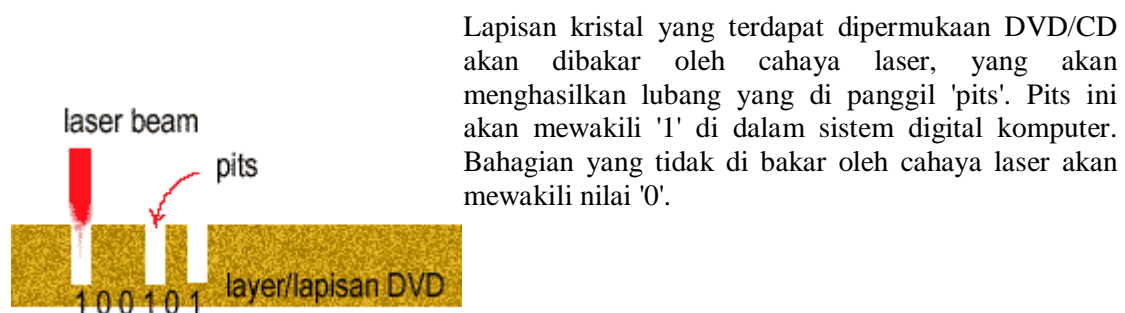 Lapisan kristal yang terdapat dipermukaan DVD/CD
akan dibakar oleh cahaya laser, yang akan
menghasilkan lubang yang di panggil 'pits'. Pits ini
akan mewakili '1' di dalam sistem digital komputer.
Bahagian yang tidak di bakar oleh cahaya laser akan
mewakili nilai '0'.
laser beam
pits
layer/lapisan DVD
1 0 0 1 0 1